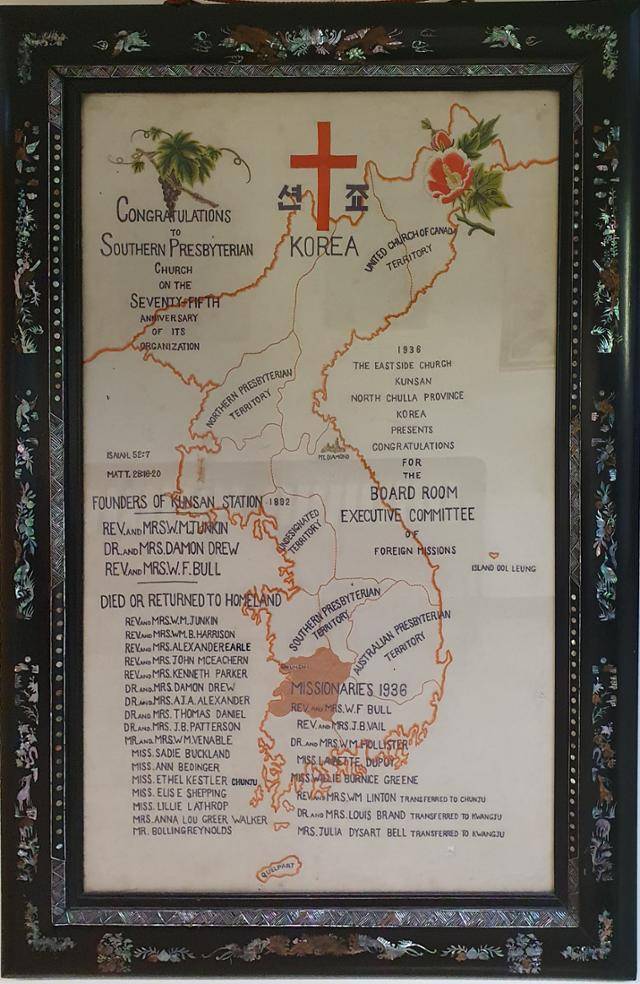 션 죠
KOREA
CONGRATULATIONS
TO
SOUTHERN PRESBYTERIAN
CHURCH
ON THE
SEVENTY-FIFTH
ANNIVERSARY
OF ITS
ORGANIZATION
UNITED CHURCH OF CANADA
TERRITORY
NORTHERN PRESBYTERIAN
TERRITORY
1936
THE EAST SIDE CHURCH
KUNSAN
NORTH CHULLA PROVINCE
KOREA
PRESENTS
CONGRATULATIONS
FOR
THE
BOARD ROOM
EXECUTIVE COMMITTEE
OF
FOREIGN MISSIONS
MT. DIAMOND
ISLAND OOL LEUNG
ISAIAH 52:7
MATT. 28:18-20
FOUNDERS OF KUNSAN STATION 1892
REV. AND MRS. W.M. JUNKIN
DR. AND MRS. DAMON DREW
REV. AND MRS. W. F. BULL
UNDESIGNATED
TERRITORY
SOUTHERN PRESBYTERIAN
TERRITORY
AUSTRALIAN PRESBYTERIAN
TERRITORY
DIED OR RETURNED TO HOMELAND
REV. AND MRS. W. M. JUNKIN
REV. AND MRS. WM. B. HARRISON
REV. AND MRS. ALEXANDER EARLE
REV. AND MRS. JOHN MCEACHERN
REV. AND MRS. KENNETH PARKER
DR. AND MRS. DAMON DREW
DR. AND MRS. A.J.A. ALEXANDER
DR. AND MRS. THOMAS DANIEL
DR. AND MRS. J. B. PATTERSON
MR. AND MRS. W.M. VENABLE
MISS. SADIE BUCKLAND
MISS. ANN BEDINGER
MISS. ETHEL KESTLER CHUNJU
MISS. ELISE SHEPPING
MISS. LILLIE LATHROP
MRS. ANNA LOU GREER WALKER
MR. BOLLING REYNOLDS
MISSIONARIES 1936
REV. AND MRS. W. F BULL
REV. AND MRS. J. B. VAIL
DR. AND MRS. W.M. HOLLISTER
MISS LAVETTE DUPUY
MISS WILLIE BURNICE GREENE
REV. AND MRS. WM LINTON TRANSFERRED TO CHUNJU
DR. AND MRS. LOUIS BRAND TRANSFERRED TO KWANGJU
MRS. JULIA DYSART BELL TRANSFERRED TO KWANGJU
QUELPART